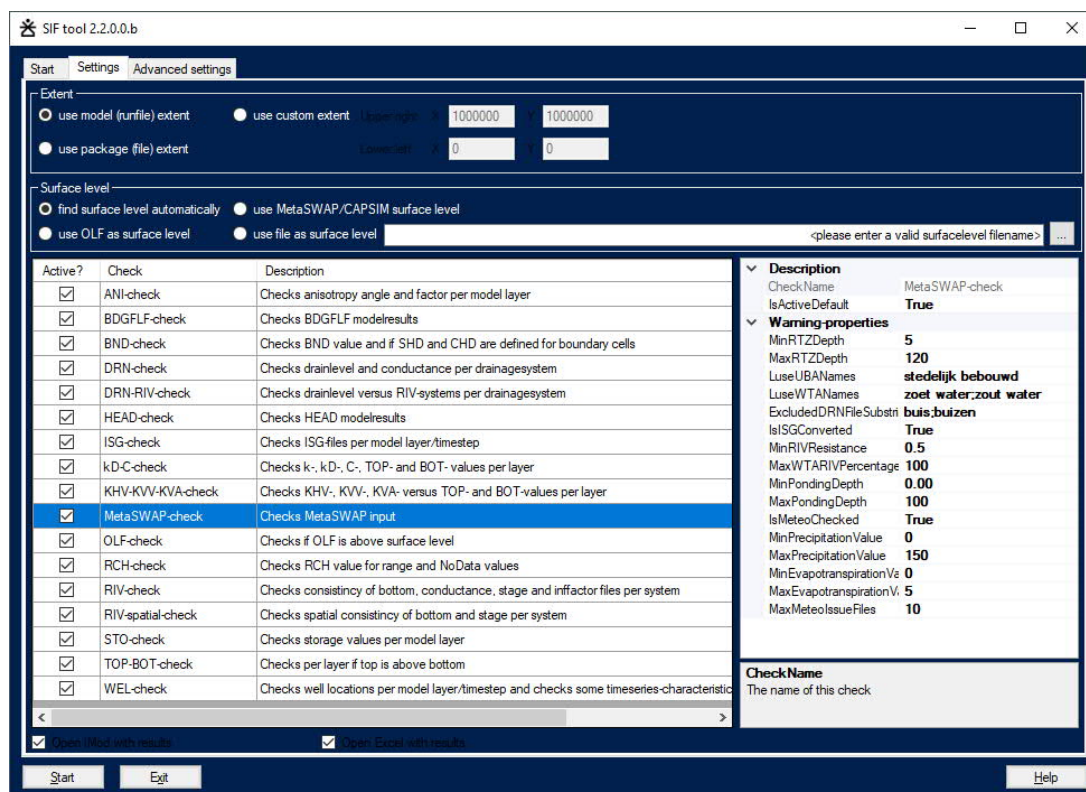 SIF tool 2.2.0.0.b
Start Settings Advanced settings
Extent
use model (runfile) extent use custom extent Upper right: X 1000000 Y 1000000
use package (file) extent Lower left: X 0 Y 0
Surface level
find surface level automatically use MetaSWAP/CAPSIM surface level
use OLF as surface level use file as surface level <please enter a valid surfacelevel filename> ...
Active? Check Description
ANI-check Checks anisotropy angle and factor per model layer
BDGFLF-check Checks BDGFLF modelresults
BND-check Checks BND value and if SHD and CHD are defined for boundary cells
DRN-check Checks drainlevel and conductance per drainagesystem
DRN-RIV-check Checks drainlevel versus RIV-systems per drainagesystem
HEAD-check Checks HEAD modelresults
ISG-check Checks ISG-files per model layer/timestep
kD-C-check Checks k-, kD-, C-, TOP- and BOT- values per layer
KHV-KVV-KVA-check Checks KHV-, KVV-, KVA- versus TOP- and BOT-values per layer
MetaSWAP-check Checks MetaSWAP input
OLF-check Checks if OLF is above surface level
RCH-check Checks RCH value for range and NoData values
RIV-check Checks consistincy of bottom, conductance, stage and inffactor files per system
RIV-spatial-check Checks spatial consistincy of bottom and stage per system
STO-check Checks storage values per model layer
TOP-BOT-check Checks per layer if top is above bottom
WEL-check Checks well locations per model layer/timestep and checks some timeseries-characteristic
Description
CheckName MetaSWAP-check
IsActiveDefault True
Warning-properties
MinRTZDepth 5
MaxRTZDepth 120
LuseUBANames stedelijk bebouwd
LuseWTANames zoet water;zout water
ExcludedDRNFileSubstri buis;buizen
IsISGConverted True
MinRIVResistance 0.5
MaxWTARIVPercentage 100
MinPondingDepth 0.00
MaxPondingDepth 100
IsMeteoChecked True
MinPrecipitationValue 0
MaxPrecipitationValue 150
MinEvapotranspirationVa 0
MaxEvapotranspirationV 5
MaxMeteoIssueFiles 10
CheckName
The name of this check
Open iMod with results Open Excel with results
Start Exit Help